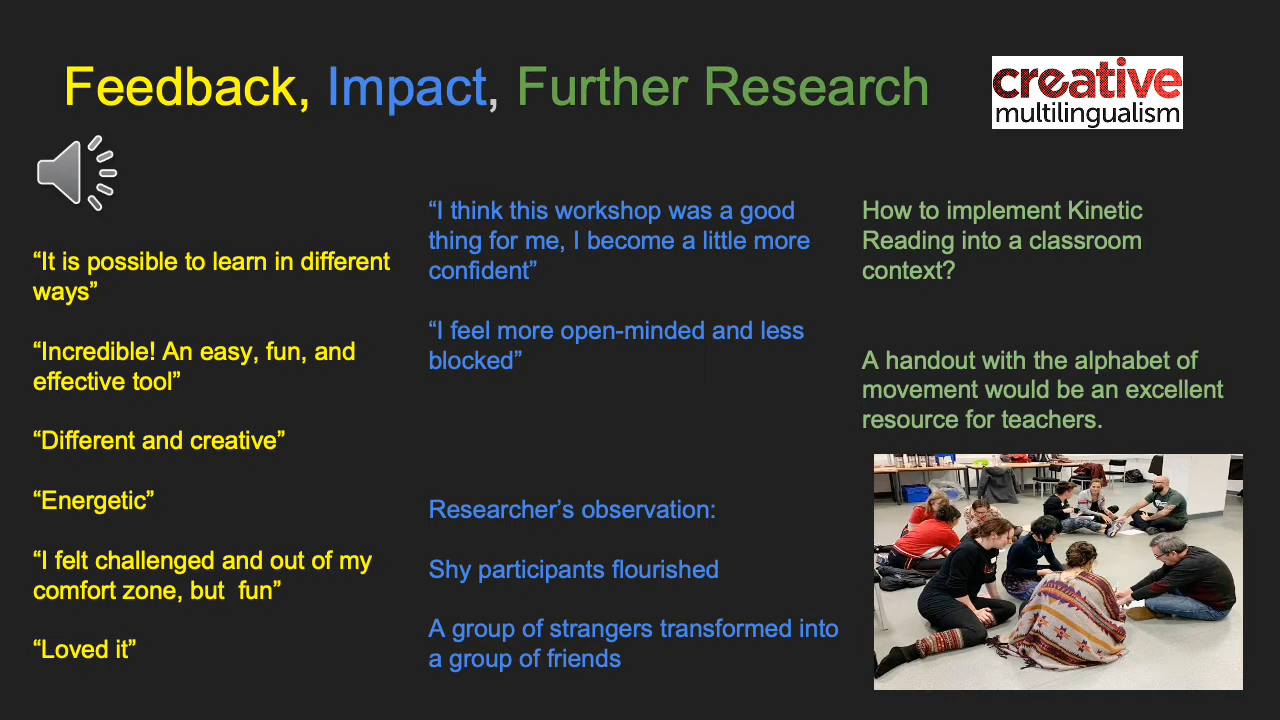 Feedback, Impact, Further Research
creative
multilingualism
“It is possible to learn in different
ways”
“Incredible! An easy, fun, and
effective tool”
“Different and creative”
“Energetic”
“I felt challenged and out of my
comfort zone, but  fun”
“Loved it”
“I think this workshop was a good
thing for me, I become a little more
confident”
“I feel more open-minded and less
blocked”
Researcher’s observation:
Shy participants flourished
A group of strangers transformed into
a group of friends
How to implement Kinetic
Reading into a classroom
context?
A handout with the alphabet of
movement would be an excellent
resource for teachers.